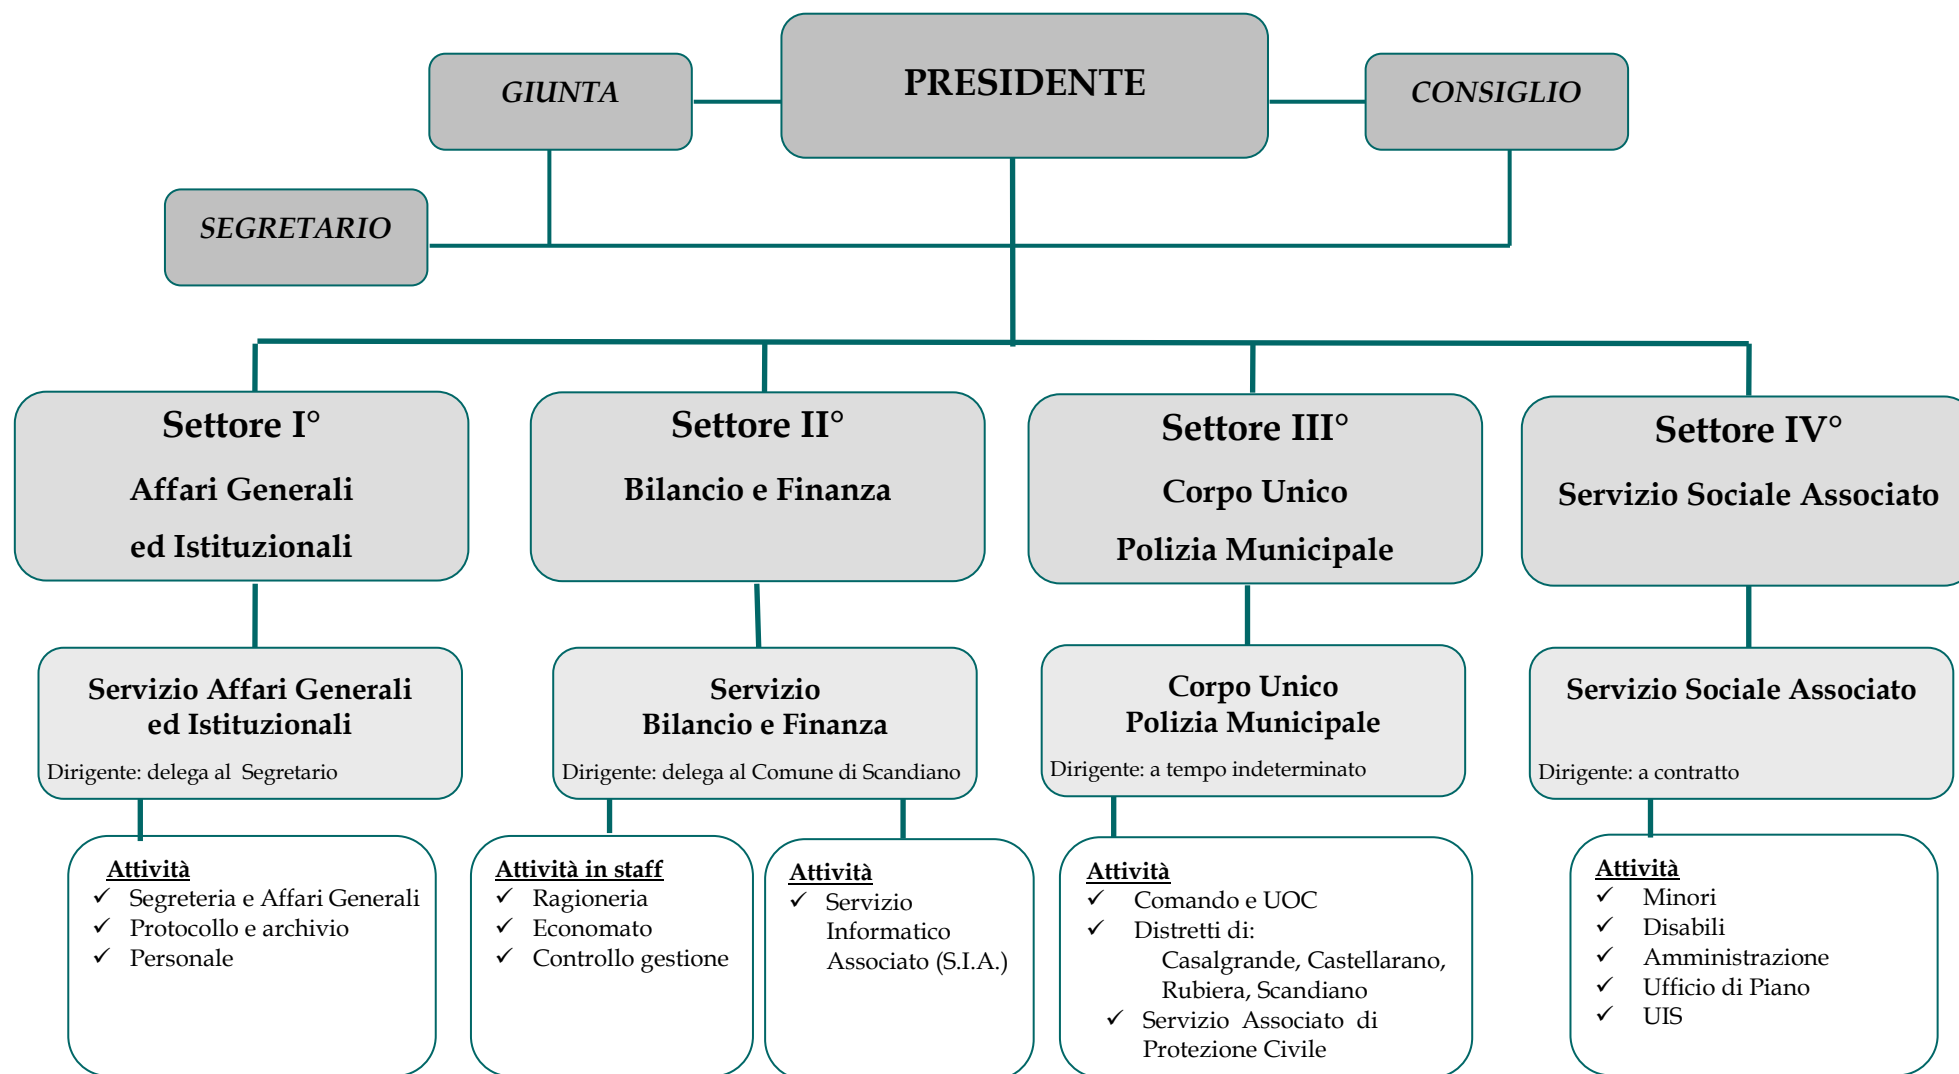 PRESIDENTE
GIUNTA
CONSIGLIO
SEGRETARIO
Settore I°
Affari Generali
ed Istituzionali
Settore II°
Bilancio e Finanza
Settore III°
Corpo Unico
Polizia Municipale
Settore IV°
Servizio Sociale Associato
Servizio Affari Generali
ed Istituzionali
Dirigente: delega al Segretario
Servizio
Bilancio e Finanza
Dirigente: delega al Comune di Scandiano
Corpo Unico
Polizia Municipale
Dirigente: a tempo indeterminato
Servizio Sociale Associato
Dirigente: a contratto
Attività
✓ Segreteria e Affari Generali
✓ Protocollo e archivio
✓ Personale
Attività in staff
✓ Ragioneria
✓ Economato
✓ Controllo gestione
Attività
✓ Servizio
Informatico
Associato (S.I.A.)
Attività
✓ Comando e UOC
✓ Distretti di:
Casalgrande, Castellarano,
Rubiera, Scandiano
✓ Servizio Associato di
Protezione Civile
Attività
✓ Minori
✓ Disabili
✓ Amministrazione
✓ Ufficio di Piano
✓ UIS